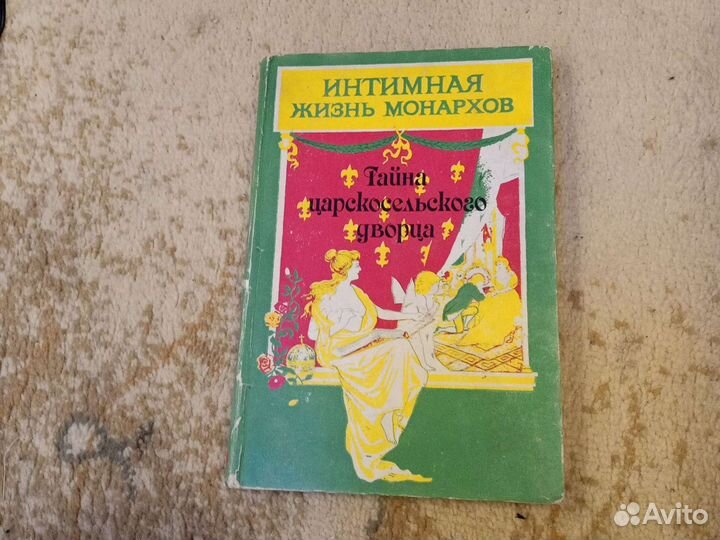 ИНТИМНАЯ
ЖИЗНЬ МОНАРХОВ
Тайна
царскосельского
дворца
Avito